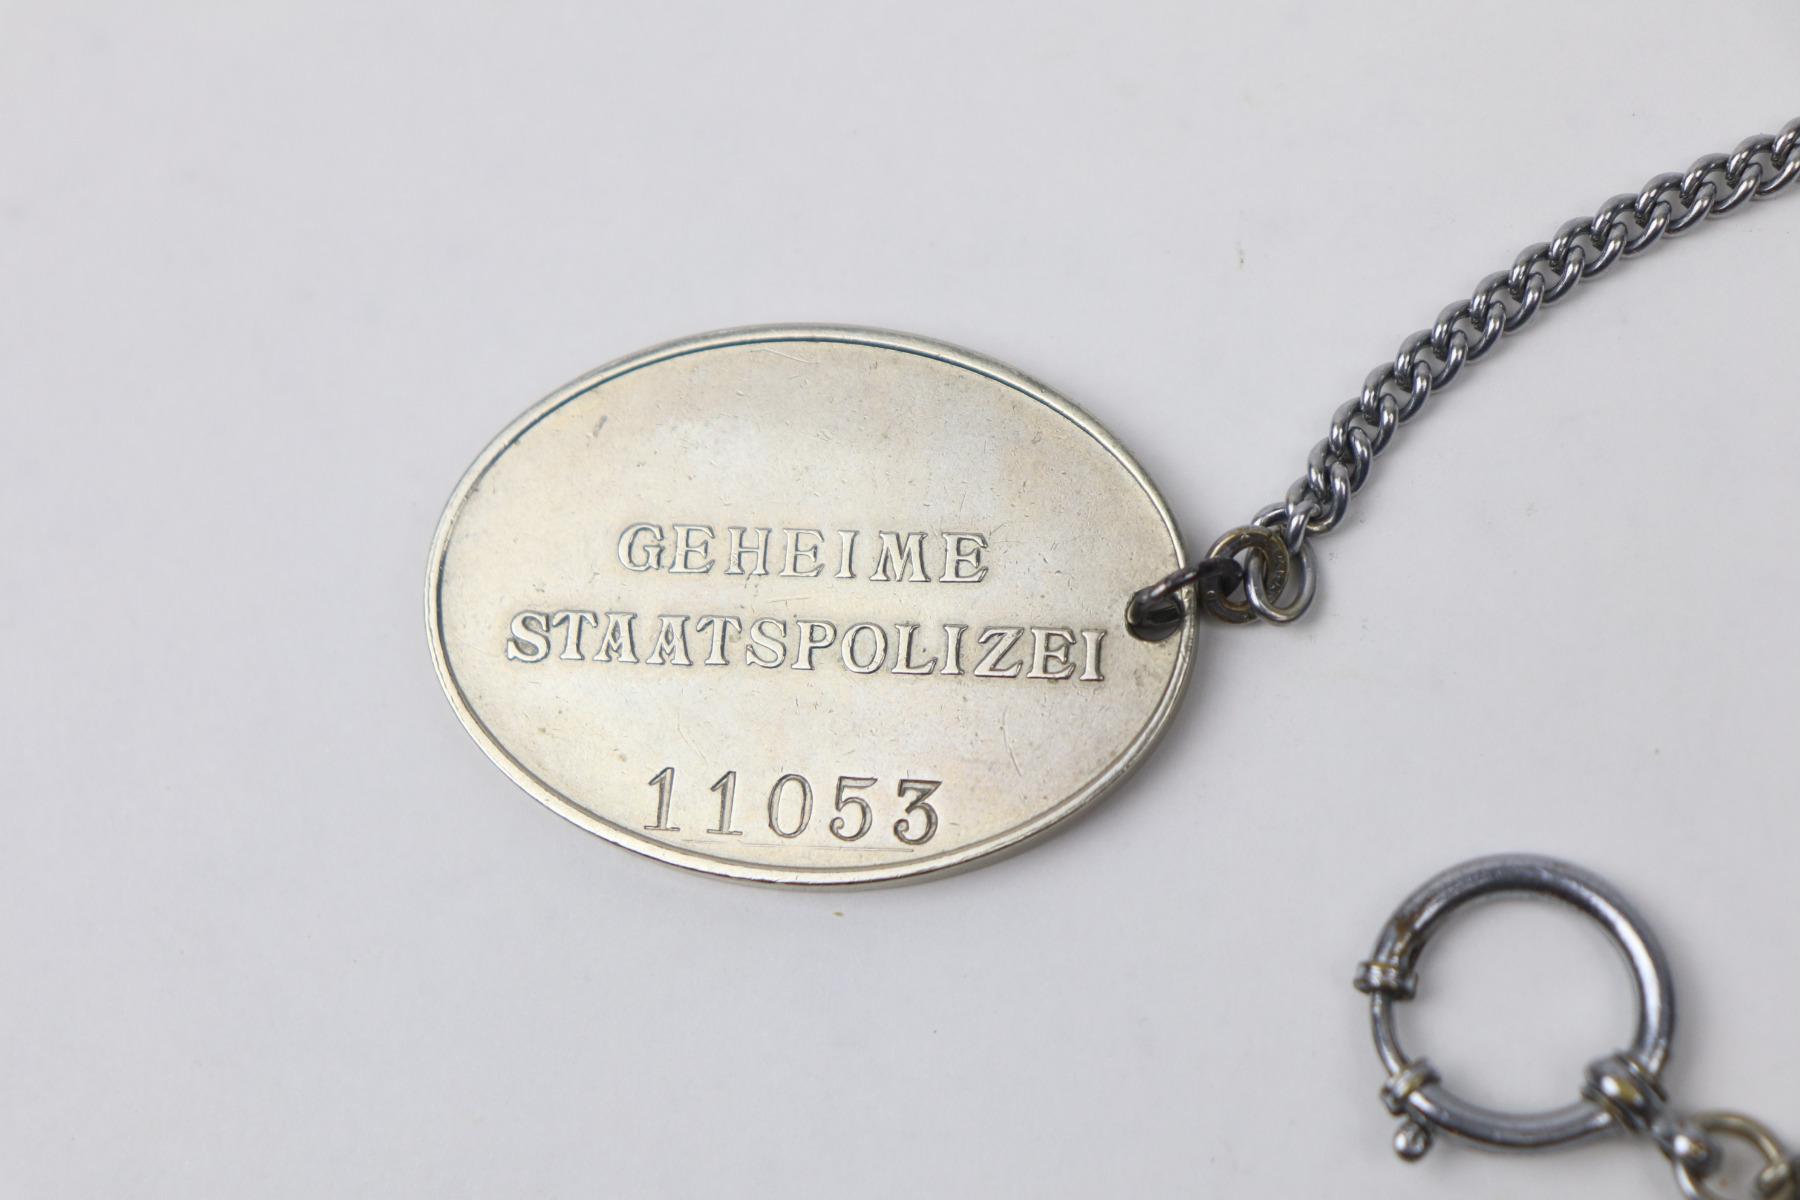 GEHEIME
STAATSPOLIZEI
11053